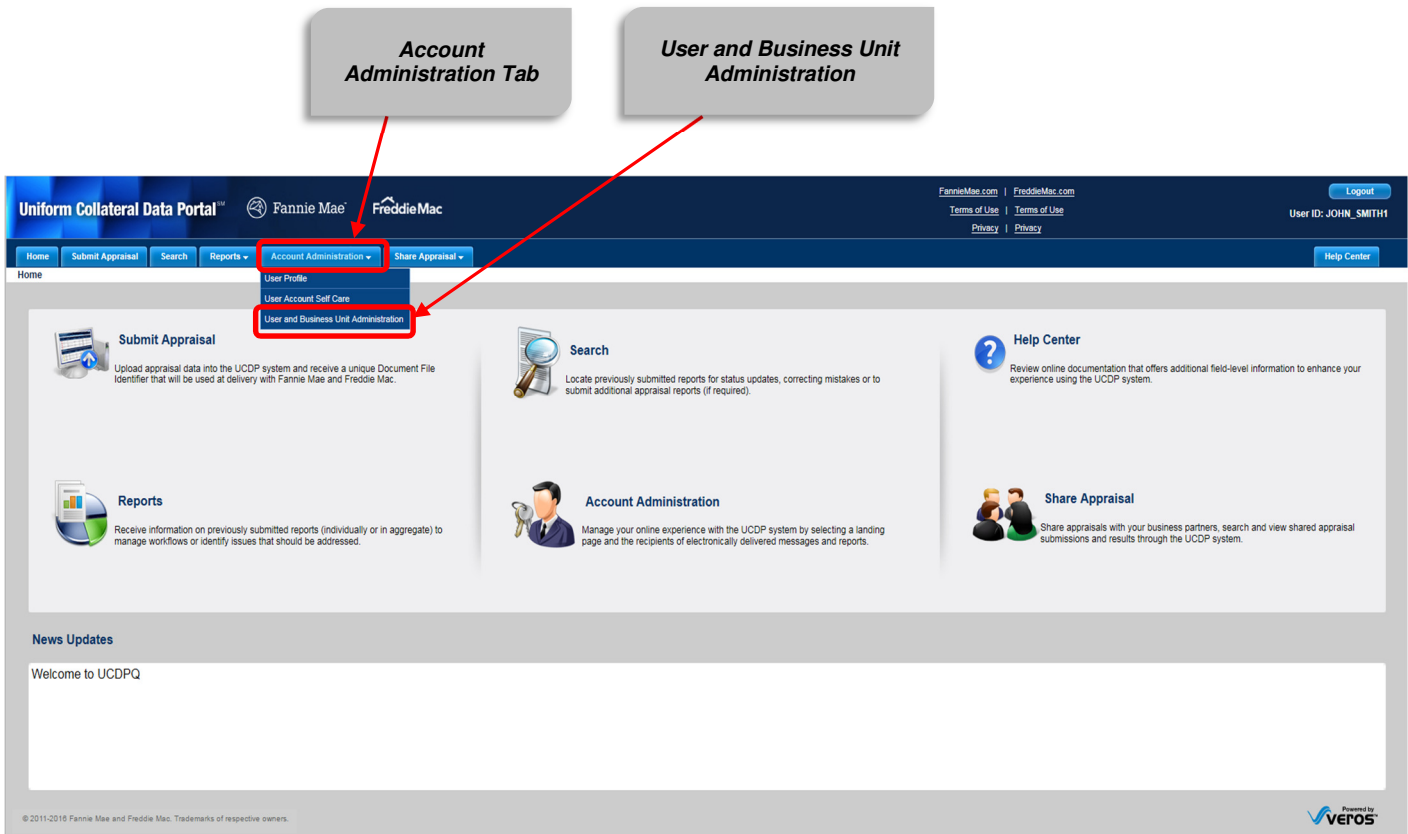 Account
Administration Tab
User and Business Unit
Administration
Uniform Collateral Data Portal℠
Fannie Mae®
Freddie Mac
FannieMae.com | FreddieMac.com
Terms of Use | Terms of Use
Privacy | Privacy
Logout
User ID: JOHN_SMITH1
Home Submit Appraisal Search Reports Account Administration Share Appraisal Help Center
Home
User Profile
User Account Self Care
User and Business Unit Administration
Submit Appraisal
Upload appraisal data into the UCDP system and receive a unique Document File
Identifier that will be used at delivery with Fannie Mae and Freddie Mac.
Search
Locate previously submitted reports for status updates, correcting mistakes or to
submit additional appraisal reports (if required).
Help Center
Review online documentation that offers additional field-level information to enhance your
experience using the UCDP system.
Reports
Receive information on previously submitted reports (individually or in aggregate) to
manage workflows or identify issues that should be addressed.
Account Administration
Manage your online experience with the UCDP system by selecting a landing
page and the recipients of electronically delivered messages and reports.
Share Appraisal
Share appraisals with your business partners, search and view shared appraisal
submissions and results through the UCDP system.
News Updates
Welcome to UCDPQ
© 2011-2016 Fannie Mae and Freddie Mac. Trademarks of respective owners.
Powered by
veros